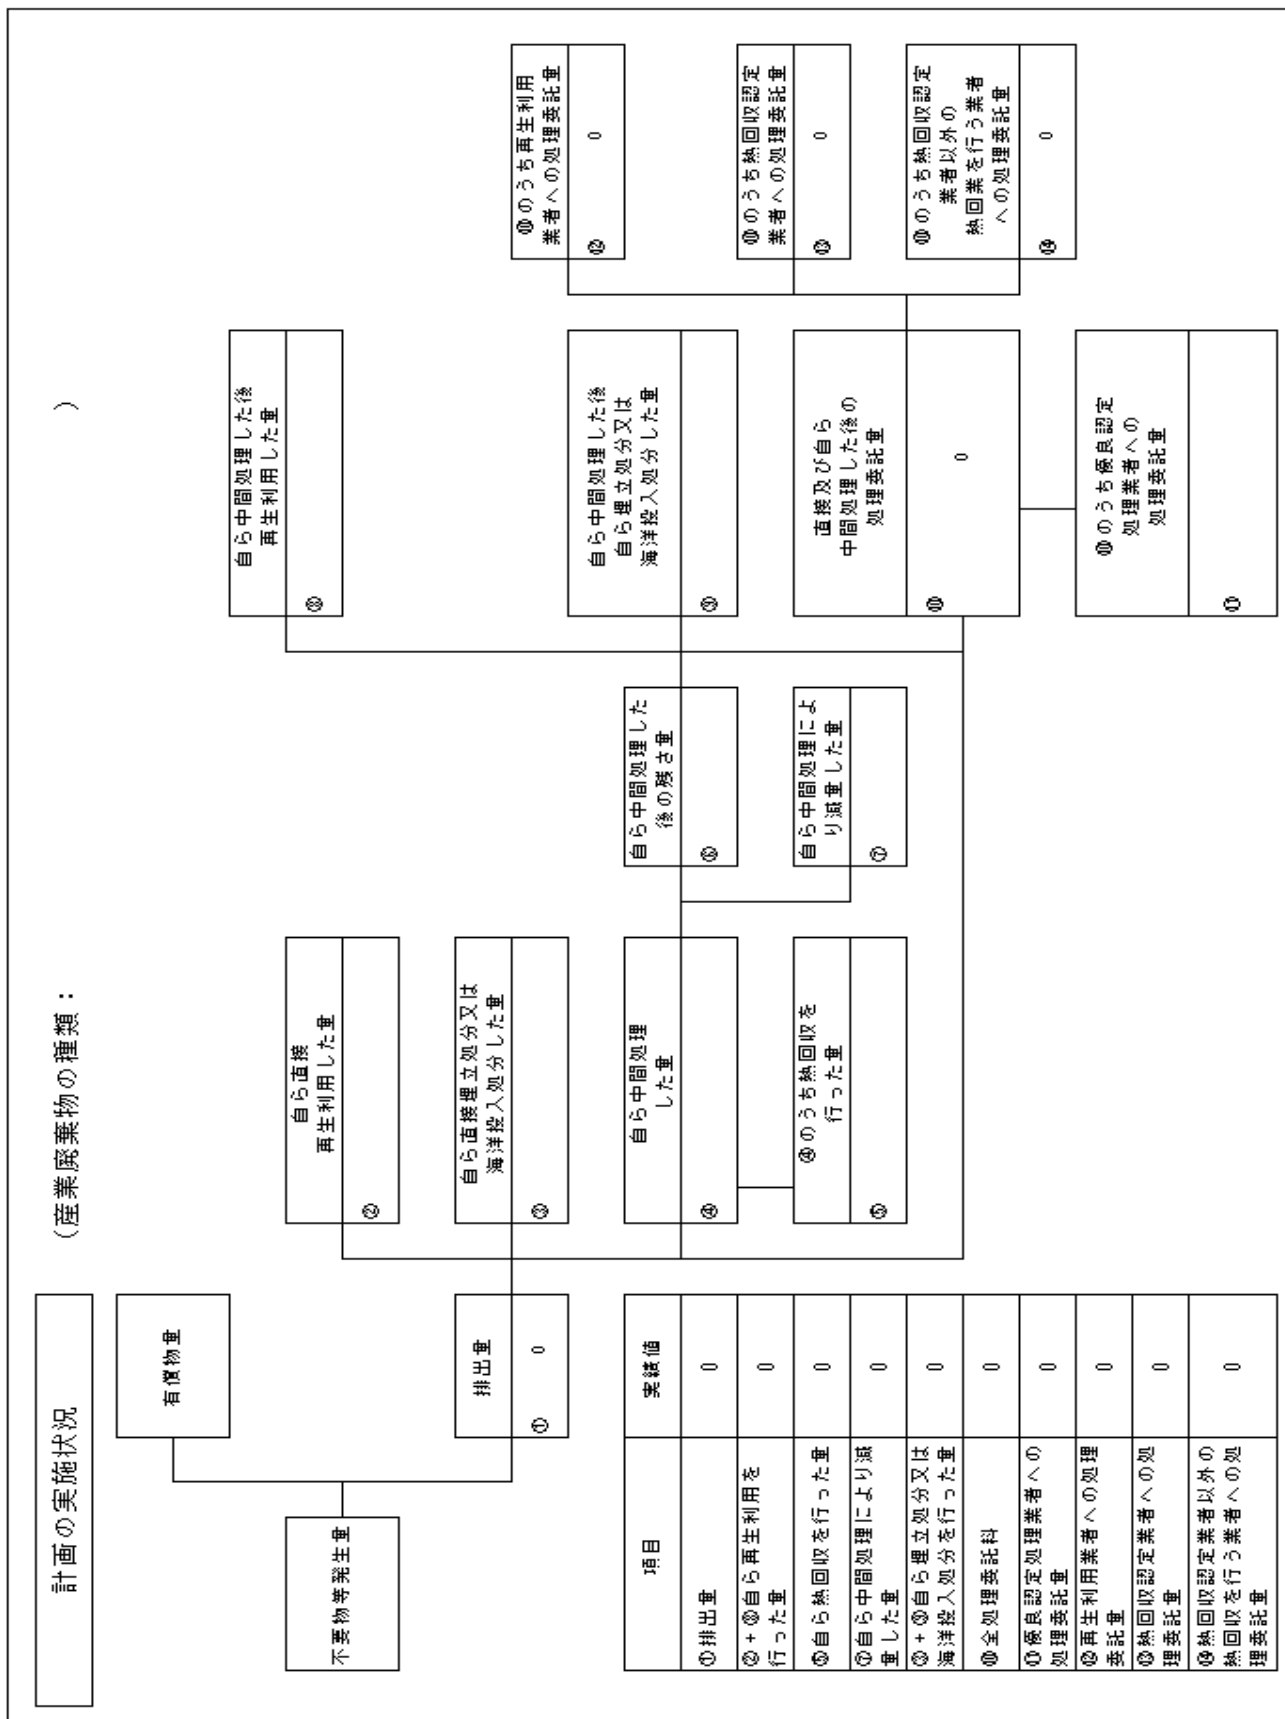 計画の実施状況
（産業廃棄物の種類：　　　　　）
有償物量
不要物等発生量
排出量
① 0
自ら直接
再生利用した量
②
自ら直接埋立処分又は
海洋投入処分した量
③
自ら中間処理
した量
④
④のうち熱回収を
行った量
⑤
自ら中間処理した
後の残さ量
⑥
自ら中間処理によ
り減量した量
⑦
自ら中間処理した後
再生利用した量
⑧
自ら中間処理した後
自ら埋立処分又は
海洋投入処分した量
⑨
直接及び自ら
中間処理した後の
処理委託量
⑩ 0
⑩のうち優良認定
処理業者への
処理委託量
⑪
⑩のうち再生利用
業者への処理委託量
⑫ 0
⑩のうち熱回収認定
業者への処理委託量
⑬ 0
⑩のうち熱回収認定
業者以外の
熱回業を行う業者
への処理委託量
⑭ 0
項目 実績値
①排出量 0
②+⑧自ら再生利用を
行った量 0
⑤自ら熱回収を行った量 0
⑦自ら中間処理により減
量した量 0
③+⑨自ら埋立処分又は
海洋投入処分を行った量 0
⑩全処理委託料 0
⑪優良認定処理業者への
処理委託量 0
⑫再生利用業者への処理
委託量 0
⑬熱回収認定業者への処
理委託量 0
⑭熱回収認定業者以外の
熱回収を行う業者への処
理委託量 0